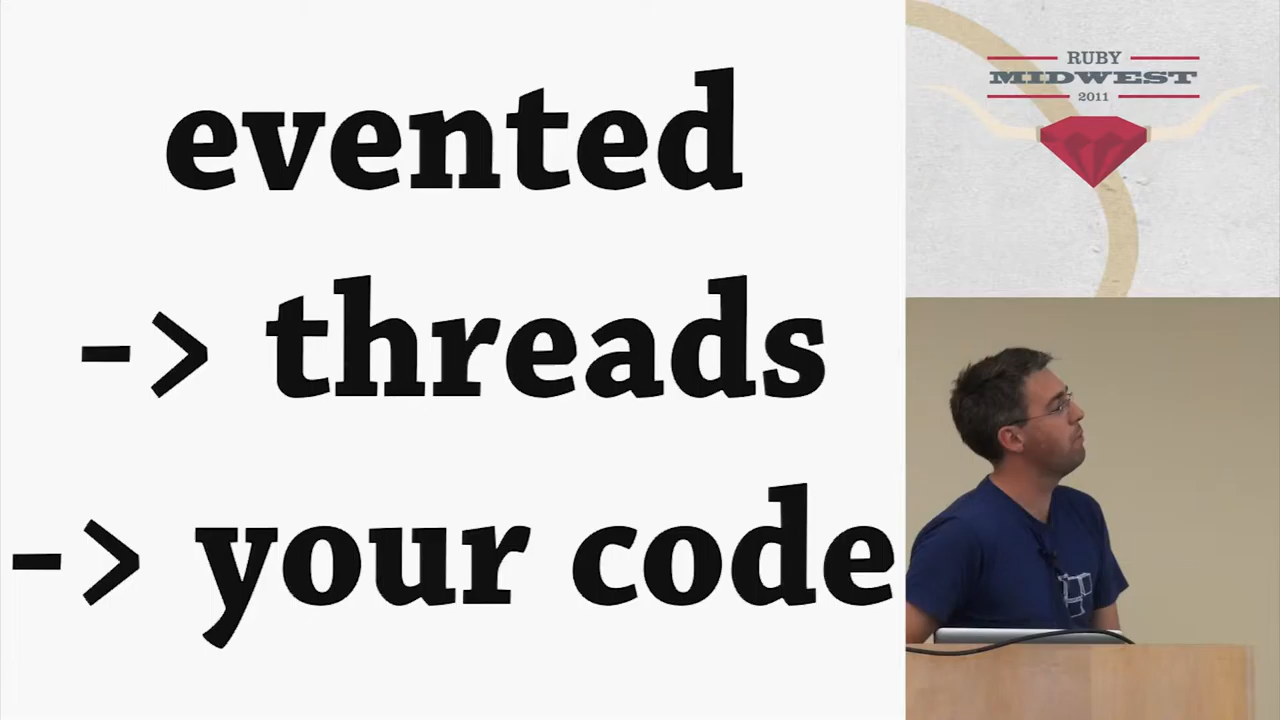 evented
-> threads
-> your code
RUBY
MIDWEST
2011